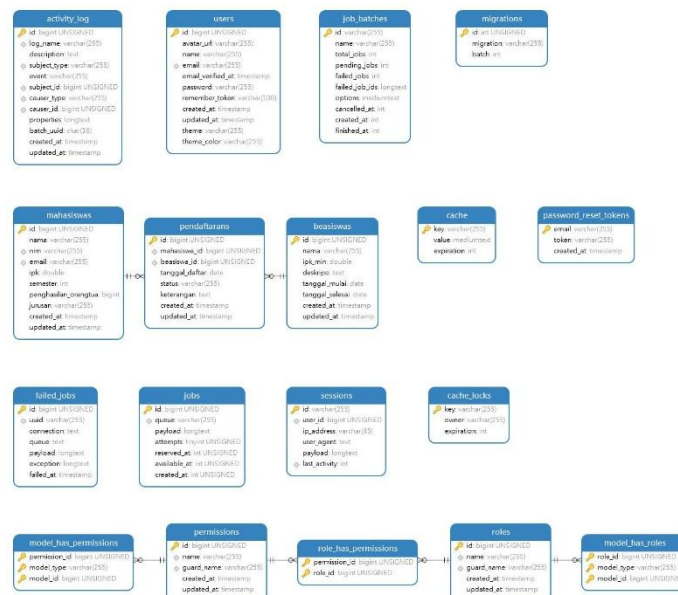 activity_log
id: bigint UNSIGNED
log_name: varchar(255)
description: text
subject_type: varchar(255)
event: varchar(255)
subject_id: bigint UNSIGNED
causer_type: varchar(255)
causer_id: bigint UNSIGNED
properties: longtext
batch_uuid: char(36)
created_at: timestamp
updated_at: timestamp
users
id: bigint UNSIGNED
avatar_url: varchar(255)
name: varchar(255)
email: varchar(255)
email_verified_at: timestamp
password: varchar(255)
remember_token: varchar(100)
created_at: timestamp
updated_at: timestamp
theme: varchar(255)
theme_color: varchar(255)
job_batches
id: varchar(255)
name: varchar(255)
total_jobs: int
pending_jobs: int
failed_jobs: int
failed_job_ids: longtext
options: mediumtext
cancelled_at: int
created_at: int
finished_at: int
migrations
id: int UNSIGNED
migration: varchar(255)
batch: int
mahasiswas
id: bigint UNSIGNED
nama: varchar(255)
nim: varchar(255)
email: varchar(255)
ipk: double
semester: int
penghasilan_orangtua: bigint
jurusan: varchar(255)
created_at: timestamp
updated_at: timestamp
pendaftarans
id: bigint UNSIGNED
mahasiswa_id: bigint UNSIGNED
beasiswa_id: bigint UNSIGNED
tanggal_daftar: date
status: varchar(255)
keterangan: text
created_at: timestamp
updated_at: timestamp
beasiswas
id: bigint UNSIGNED
nama: varchar(255)
ipk_min: double
deskripsi: text
tanggal_mulai: date
tanggal_selesai: date
created_at: timestamp
updated_at: timestamp
cache
key: varchar(255)
value: mediumtext
expiration: int
password_reset_tokens
email: varchar(255)
token: varchar(255)
created_at: timestamp
failed_jobs
id: bigint UNSIGNED
uuid: varchar(255)
connection: text
queue: text
payload: longtext
exception: longtext
failed_at: timestamp
jobs
id: bigint UNSIGNED
queue: varchar(255)
payload: longtext
attempts: tinyint UNSIGNED
reserved_at: int UNSIGNED
available_at: int UNSIGNED
created_at: int UNSIGNED
sessions
id: varchar(255)
user_id: bigint UNSIGNED
ip_address: varchar(45)
user_agent: text
payload: longtext
last_activity: int
cache_locks
key: varchar(255)
owner: varchar(255)
expiration: int
model_has_permissions
permission_id: bigint UNSIGNED
model_type: varchar(255)
model_id: bigint UNSIGNED
permissions
id: bigint UNSIGNED
name: varchar(255)
guard_name: varchar(255)
created_at: timestamp
updated_at: timestamp
role_has_permissions
permission_id: bigint UNSIGNED
role_id: bigint UNSIGNED
roles
id: bigint UNSIGNED
name: varchar(255)
guard_name: varchar(255)
created_at: timestamp
updated_at: timestamp
model_has_roles
role_id: bigint UNSIGNED
model_type: varchar(255)
model_id: bigint UNSIGNED